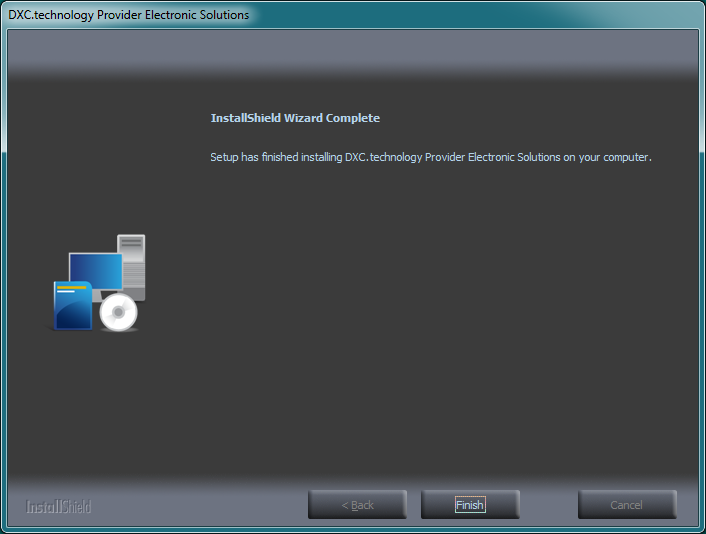 DXC.technology Provider Electronic Solutions
InstallShield Wizard Complete
Setup has finished installing DXC.technology Provider Electronic Solutions on your computer.
InstallShield
< Back
Finish
Cancel